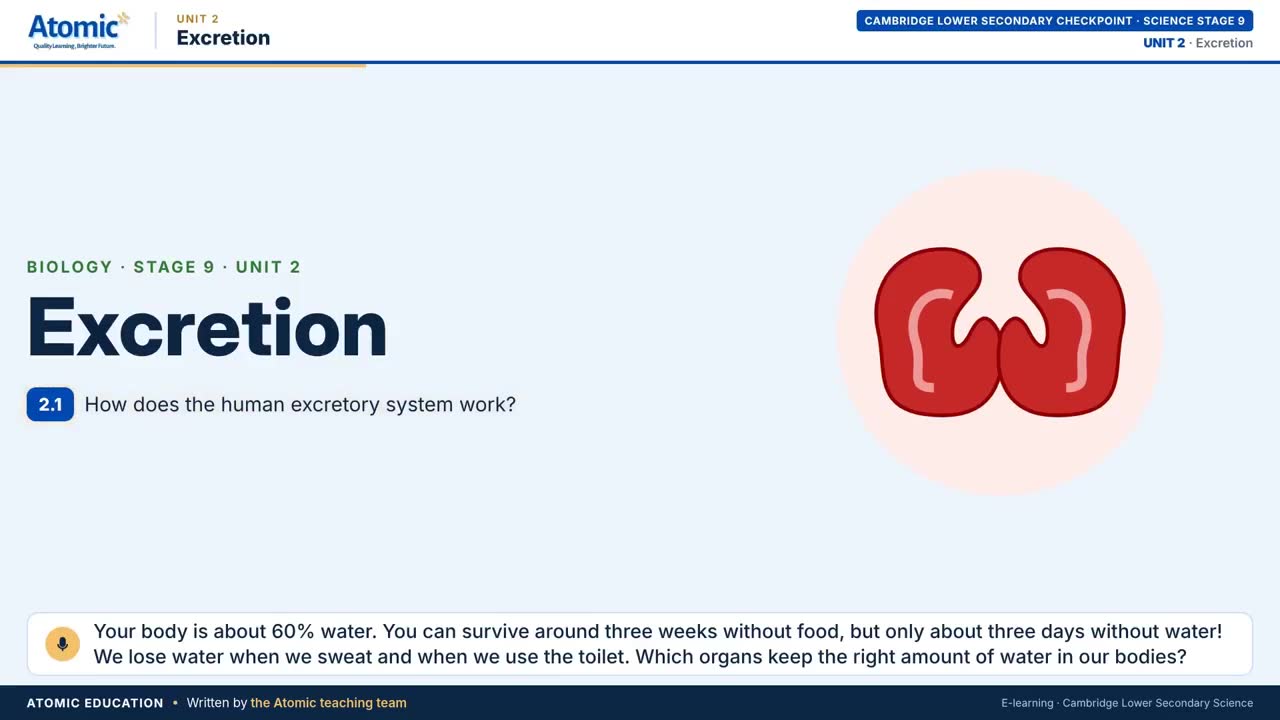 Atomic
Quality Learning, Brighter Future.
UNIT 2
Excretion
CAMBRIDGE LOWER SECONDARY CHECKPOINT · SCIENCE STAGE 9
UNIT 2 · Excretion
BIOLOGY · STAGE 9 · UNIT 2
Excretion
2.1 How does the human excretory system work?
Your body is about 60% water. You can survive around three weeks without food, but only about three days without water!
We lose water when we sweat and when we use the toilet. Which organs keep the right amount of water in our bodies?
ATOMIC EDUCATION • Written by the Atomic teaching team
E-learning · Cambridge Lower Secondary Science